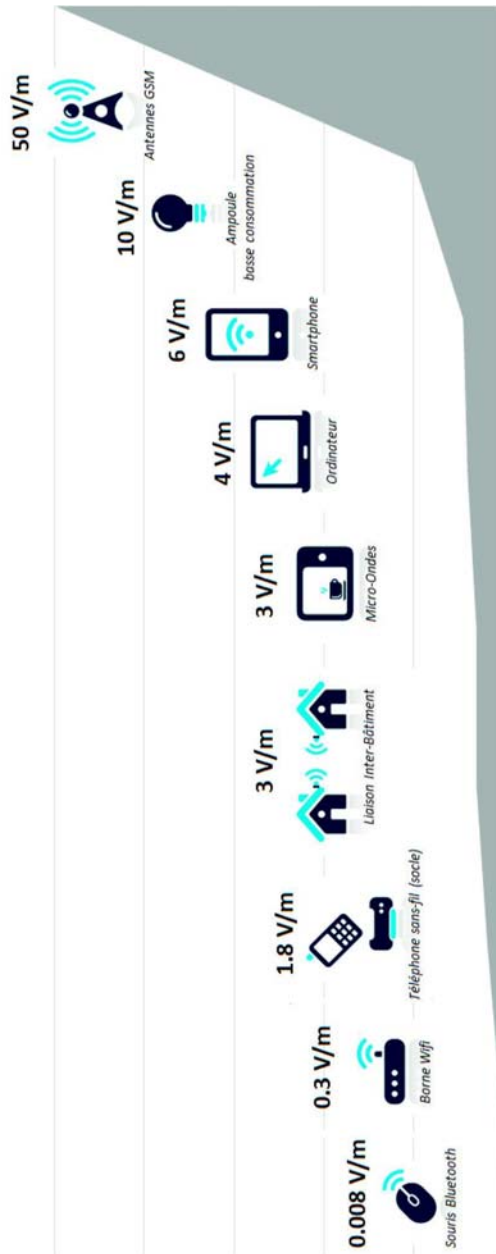 0.008 V/m
Souris Bluetooth
0.3 V/m
Borne Wifi
1.8 V/m
Téléphone sans-fil (socle)
3 V/m
Liaison Inter-Bâtiment
3 V/m
Micro-Ondes
4 V/m
Ordinateur
6 V/m
Smartphone
10 V/m
Ampoule
basse consommation
50 V/m
Antennes GSM